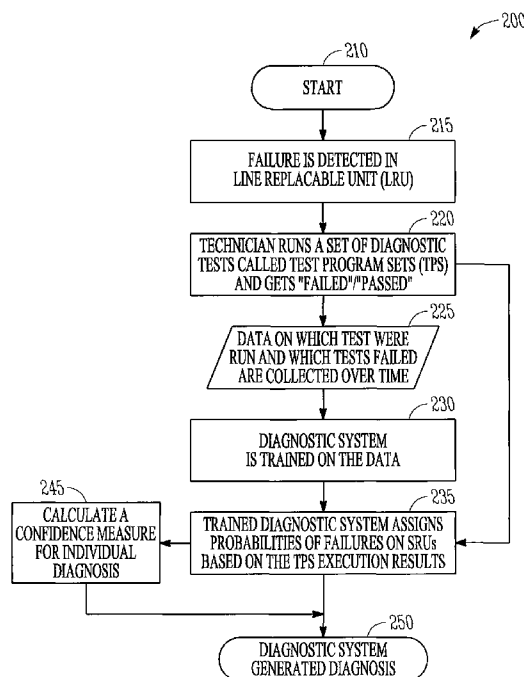 200
210
START
215
FAILURE IS DETECTED IN
LINE REPLACABLE UNIT (LRU)
220
TECHNICIAN RUNS A SET OF DIAGNOSTIC
TESTS CALLED TEST PROGRAM SETS (TPS)
AND GETS "FAILED"/"PASSED"
225
DATA ON WHICH TEST WERE
RUN AND WHICH TESTS FAILED
ARE COLLECTED OVER TIME
230
DIAGNOSTIC SYSTEM
IS TRAINED ON THE DATA
245
CALCULATE A
CONFIDENCE MEASURE
FOR INDIVIDUAL
DIAGNOSIS
235
TRAINED DIAGNOSTIC SYSTEM ASSIGNS
PROBABILITIES OF FAILURES ON SRUs
BASED ON THE TPS EXECUTION RESULTS
250
DIAGNOSTIC SYSTEM
GENERATED DIAGNOSIS